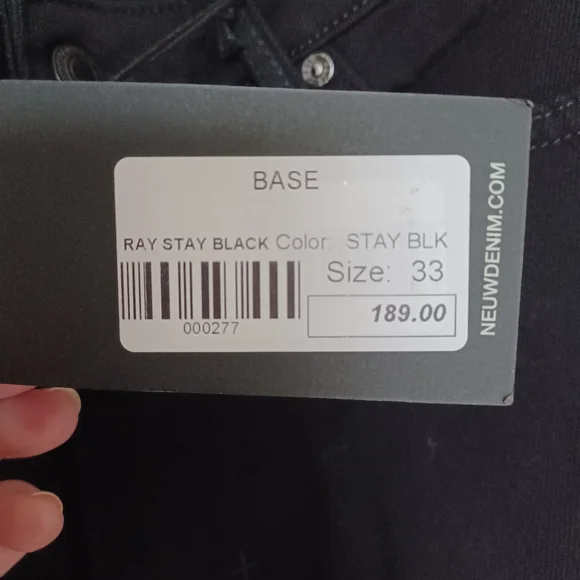 BASE
RAY STAY BLACK Color: STAY BLK
Size: 33
189.00
000277
NEUWDENIM.COM